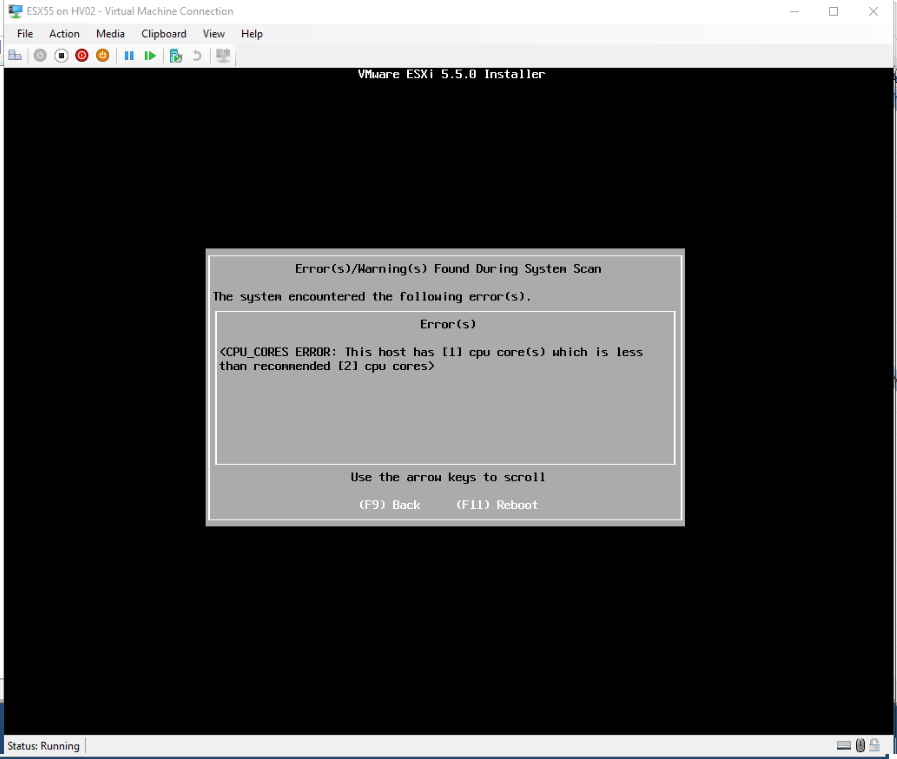 ESX55 on HV02 - Virtual Machine Connection
File Action Media Clipboard View Help
VMware ESXi 5.5.0 Installer
Error(s)/Warning(s) Found During System Scan
The system encountered the following error(s).
Error(s)
<CPU_CORES ERROR: This host has [1] cpu core(s) which is less
than recommended [2] cpu cores>
Use the arrow keys to scroll
(F9) Back (F11) Reboot
Status: Running